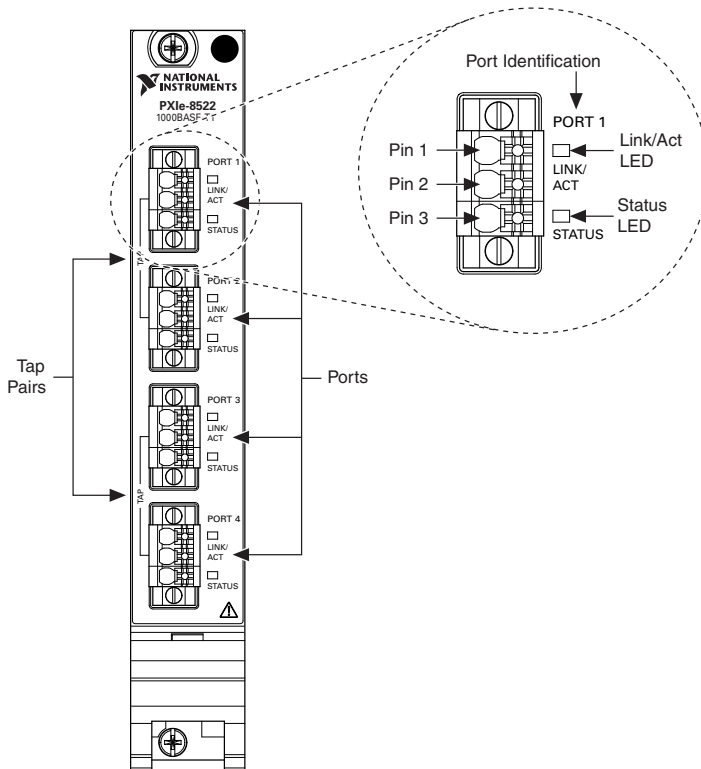 NATIONAL
INSTRUMENTS
PXIe-8522
1000BASE-T1
PORT 1
LINK/
ACT
STATUS
TAP
PORT 2
LINK/
ACT
STATUS
PORT 3
LINK/
ACT
STATUS
TAP
PORT 4
LINK/
ACT
STATUS
Tap
Pairs
Ports
Port Identification
PORT 1
Pin 1
Pin 2
Pin 3
LINK/
ACT
STATUS
Link/Act
LED
Status
LED